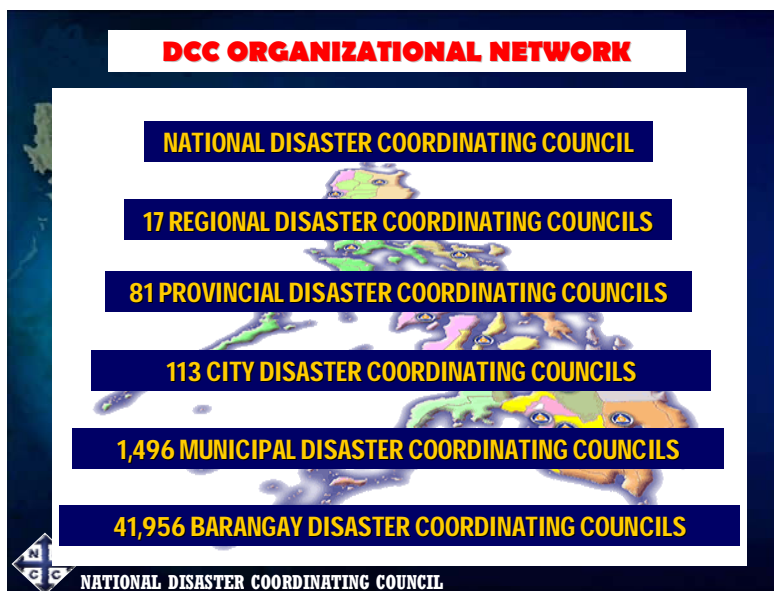 DCC ORGANIZATIONAL NETWORK
NATIONAL DISASTER COORDINATING COUNCIL
17 REGIONAL DISASTER COORDINATING COUNCILS
81 PROVINCIAL DISASTER COORDINATING COUNCILS
113 CITY DISASTER COORDINATING COUNCILS
1,496 MUNICIPAL DISASTER COORDINATING COUNCILS
41,956 BARANGAY DISASTER COORDINATING COUNCILS
N
C C
NATIONAL DISASTER COORDINATING COUNCIL